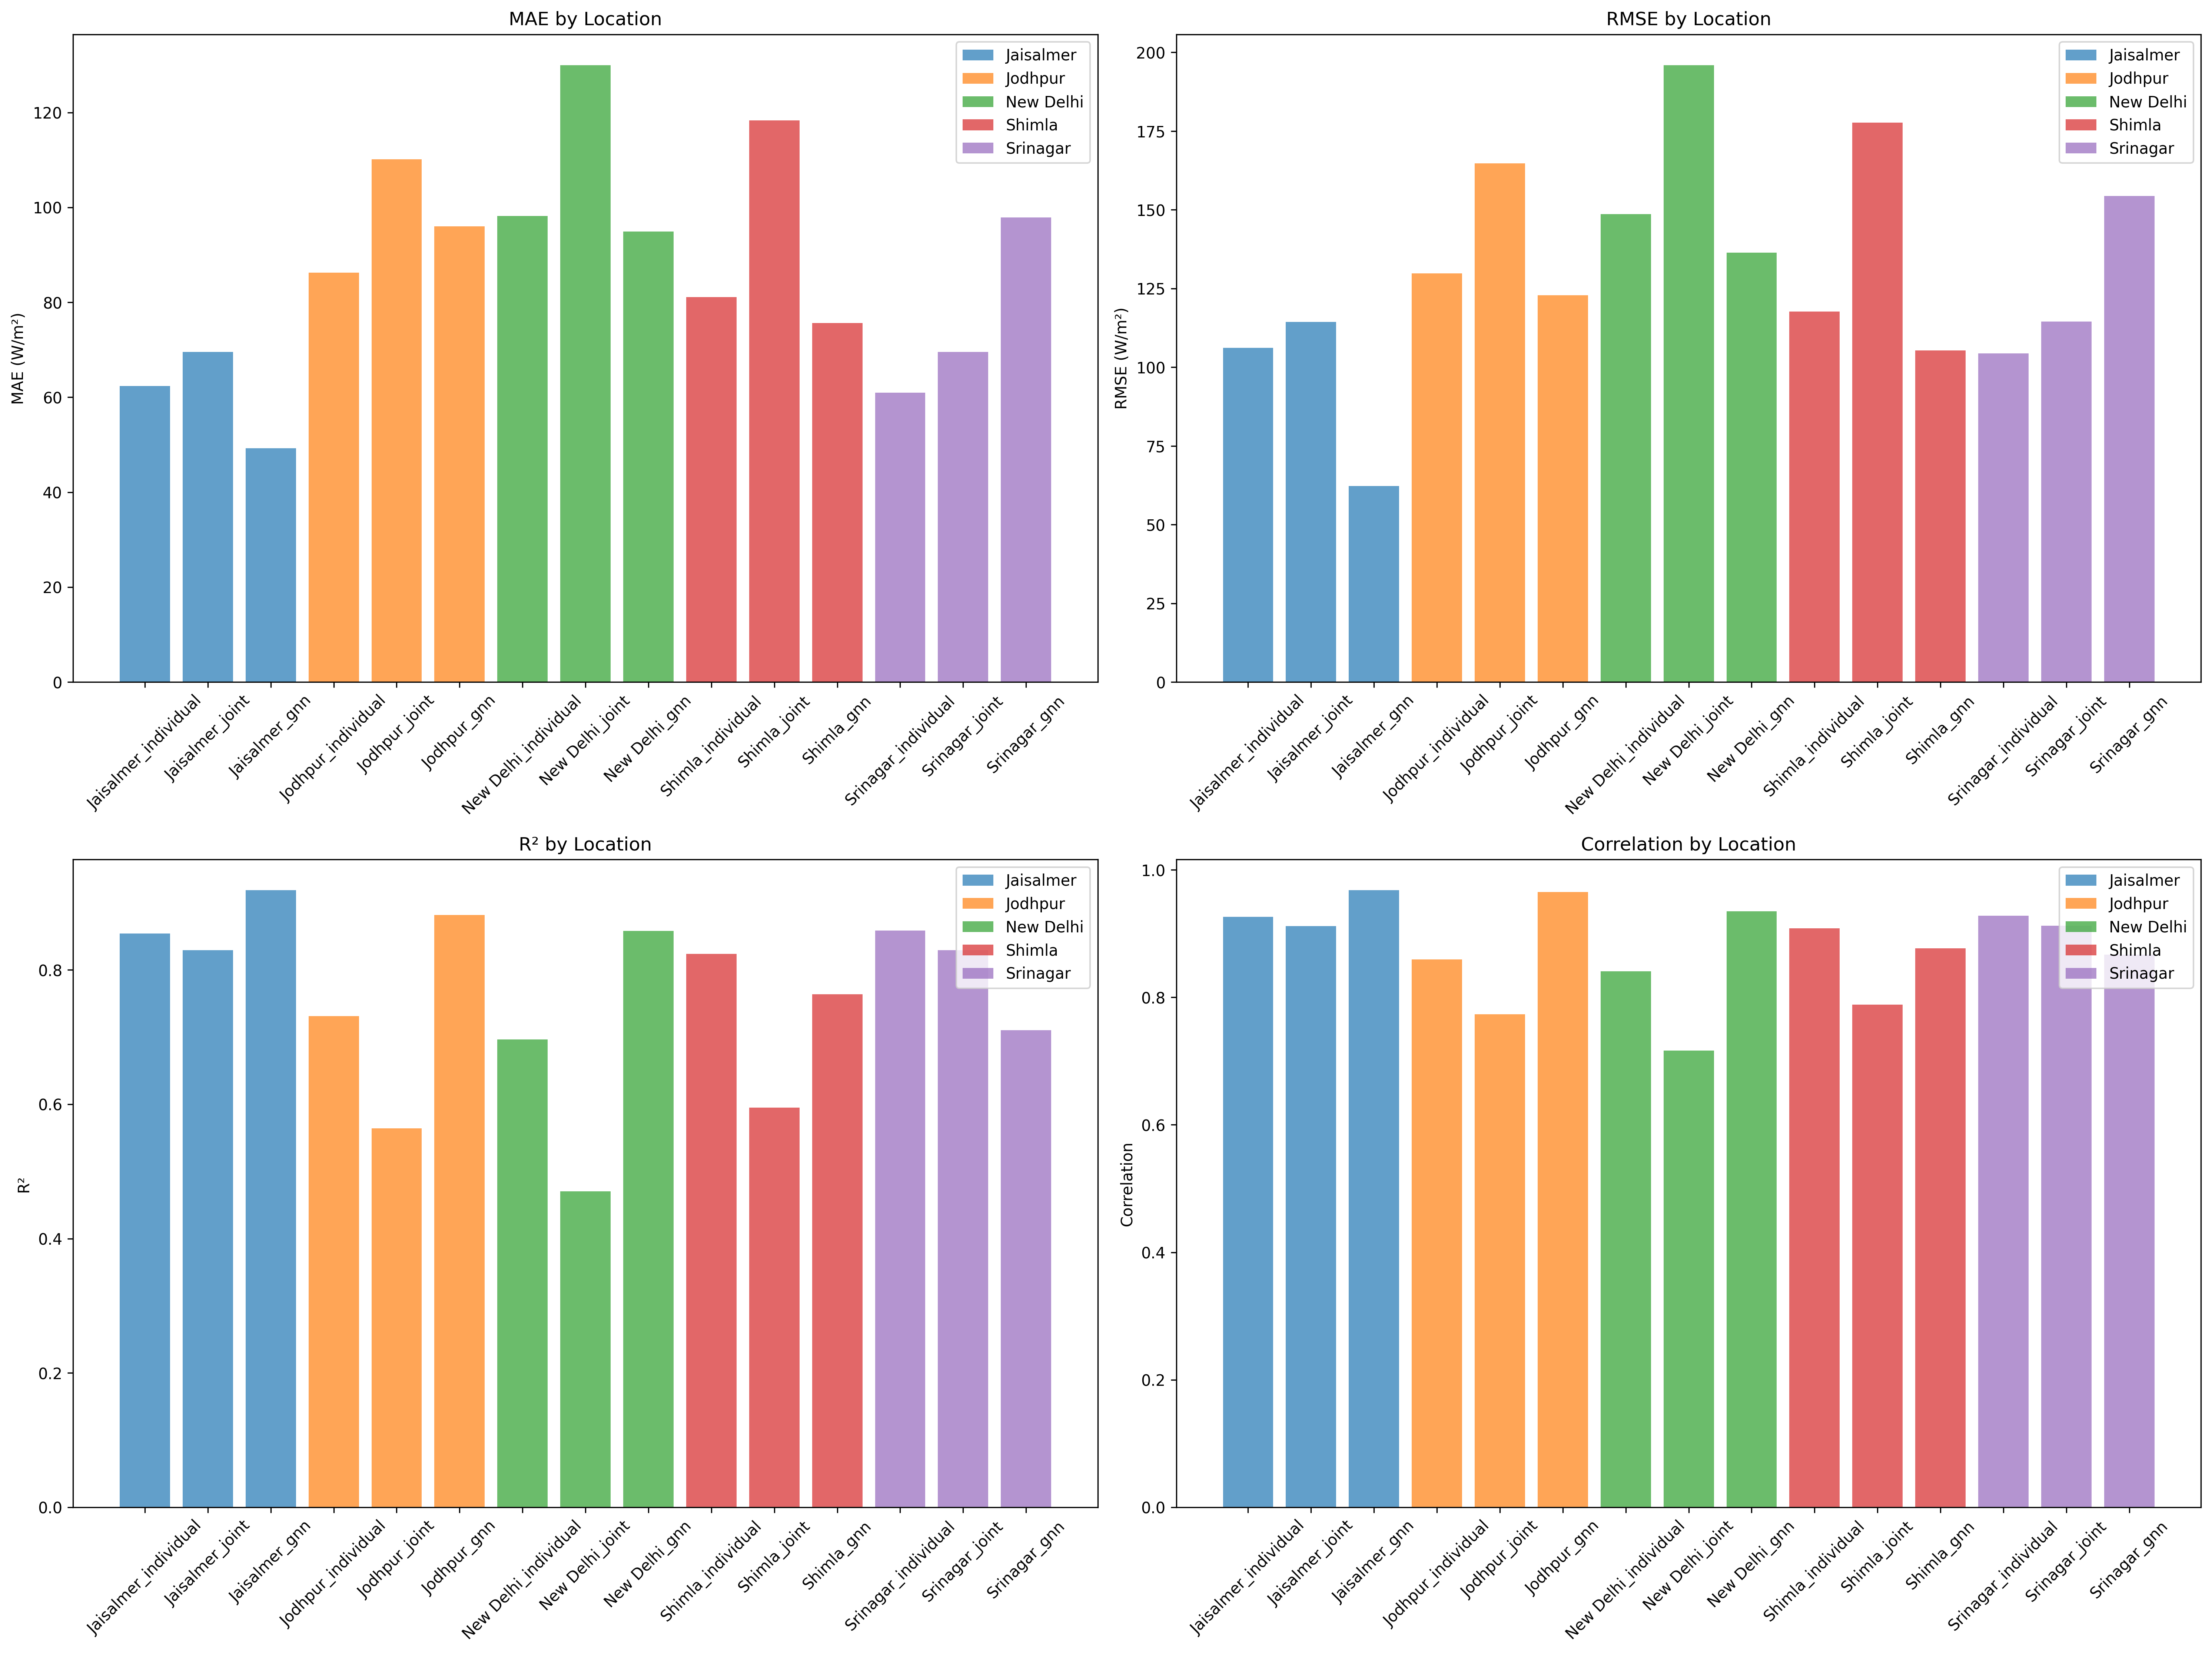 MAE by Location
MAE (W/m²)
120
100
80
60
40
20
0
Jaisalmer
Jodhpur
New Delhi
Shimla
Srinagar
Jaisalmer_individual
Jaisalmer_joint
Jaisalmer_gnn
Jodhpur_individual
Jodhpur_joint
Jodhpur_gnn
New Delhi_individual
New Delhi_joint
New Delhi_gnn
Shimla_individual
Shimla_joint
Shimla_gnn
Srinagar_individual
Srinagar_joint
Srinagar_gnn
RMSE by Location
RMSE (W/m²)
200
175
150
125
100
75
50
25
0
Jaisalmer
Jodhpur
New Delhi
Shimla
Srinagar
Jaisalmer_individual
Jaisalmer_joint
Jaisalmer_gnn
Jodhpur_individual
Jodhpur_joint
Jodhpur_gnn
New Delhi_individual
New Delhi_joint
New Delhi_gnn
Shimla_individual
Shimla_joint
Shimla_gnn
Srinagar_individual
Srinagar_joint
Srinagar_gnn
R² by Location
R²
0.8
0.6
0.4
0.2
0.0
Jaisalmer
Jodhpur
New Delhi
Shimla
Srinagar
Jaisalmer_individual
Jaisalmer_joint
Jaisalmer_gnn
Jodhpur_individual
Jodhpur_joint
Jodhpur_gnn
New Delhi_individual
New Delhi_joint
New Delhi_gnn
Shimla_individual
Shimla_joint
Shimla_gnn
Srinagar_individual
Srinagar_joint
Srinagar_gnn
Correlation by Location
Correlation
1.0
0.8
0.6
0.4
0.2
0.0
Jaisalmer
Jodhpur
New Delhi
Shimla
Srinagar
Jaisalmer_individual
Jaisalmer_joint
Jaisalmer_gnn
Jodhpur_individual
Jodhpur_joint
Jodhpur_gnn
New Delhi_individual
New Delhi_joint
New Delhi_gnn
Shimla_individual
Shimla_joint
Shimla_gnn
Srinagar_individual
Srinagar_joint
Srinagar_gnn